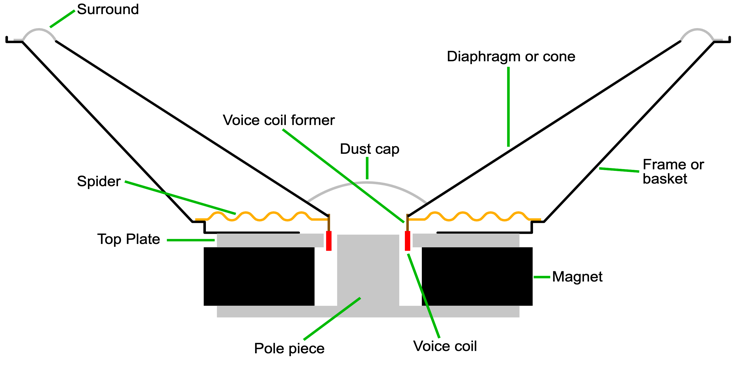 Surround
Diaphragm or cone
Voice coil former
Dust cap
Frame or
basket
Spider
Top Plate
Magnet
Pole piece
Voice coil